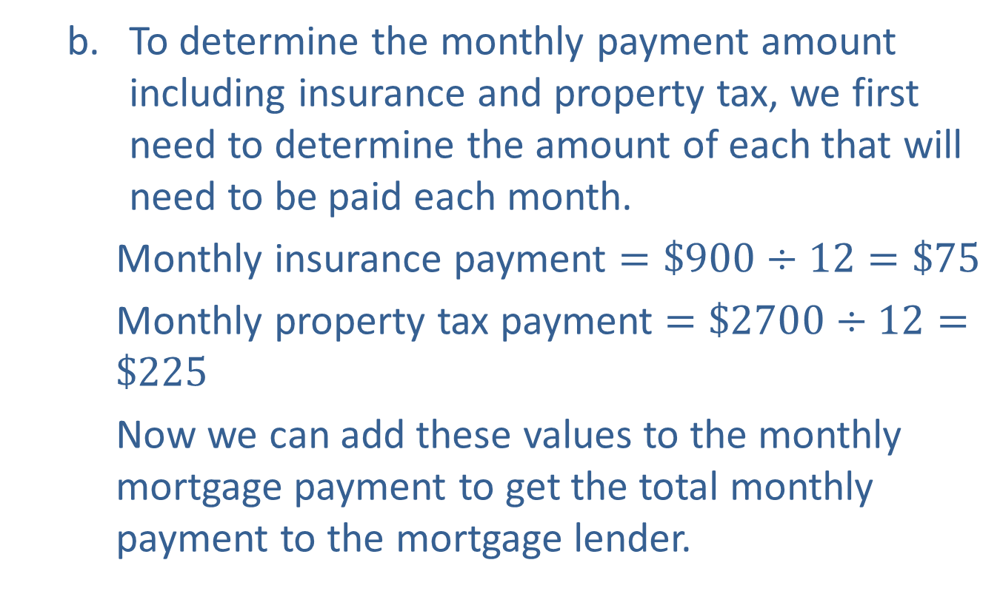 b. To determine the monthly payment amount
including insurance and property tax, we first
need to determine the amount of each that will
need to be paid each month.
Monthly insurance payment = $900 ÷ 12 = $75
Monthly property tax payment = $2700 ÷ 12 =
$225
Now we can add these values to the monthly
mortgage payment to get the total monthly
payment to the mortgage lender.